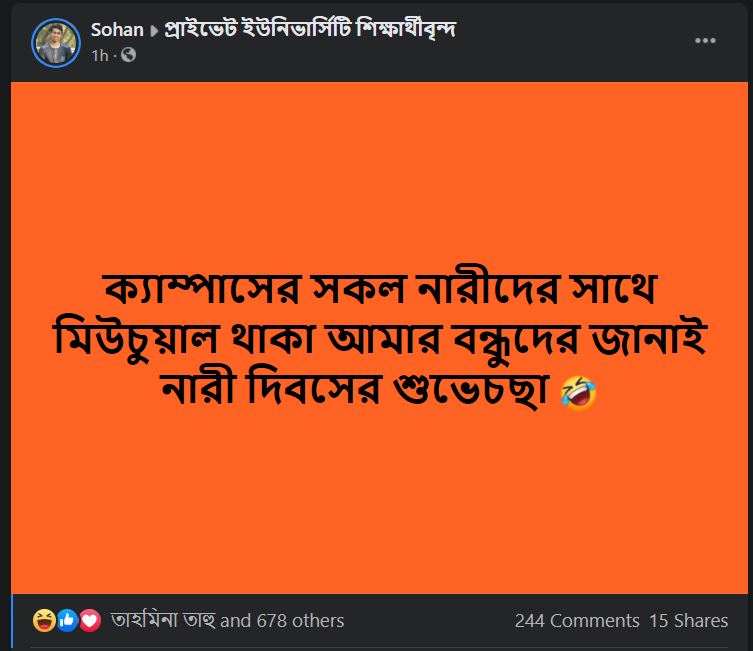 Sohan ▸ প্রাইভেট ইউনিভার্সিটি শিক্ষার্থীবৃন্দ
1h ·
ক্যাম্পাসের সকল নারীদের সাথে
মিউচুয়াল থাকা আমার বন্ধুদের জানাই
নারী দিবসের শুভেচছা 🤣
তাহমিনা তাহু and 678 others
244 Comments 15 Shares